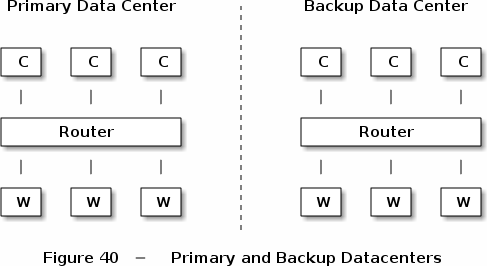 Primary Data Center Backup Data Center
C C C C C C
Router Router
W W W W W W
Figure 40 — Primary and Backup Datacenters